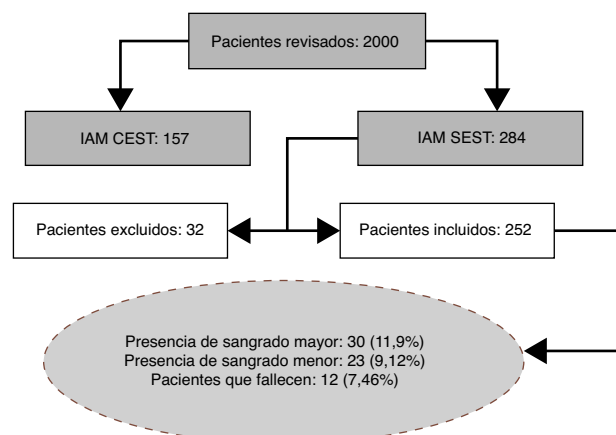 Pacientes revisados: 2000
IAM CEST: 157
IAM SEST: 284
Pacientes excluidos: 32
Pacientes incluidos: 252
Presencia de sangrado mayor: 30 (11,9%)
Presencia de sangrado menor: 23 (9,12%)
Pacientes que fallecen: 12 (7,46%)